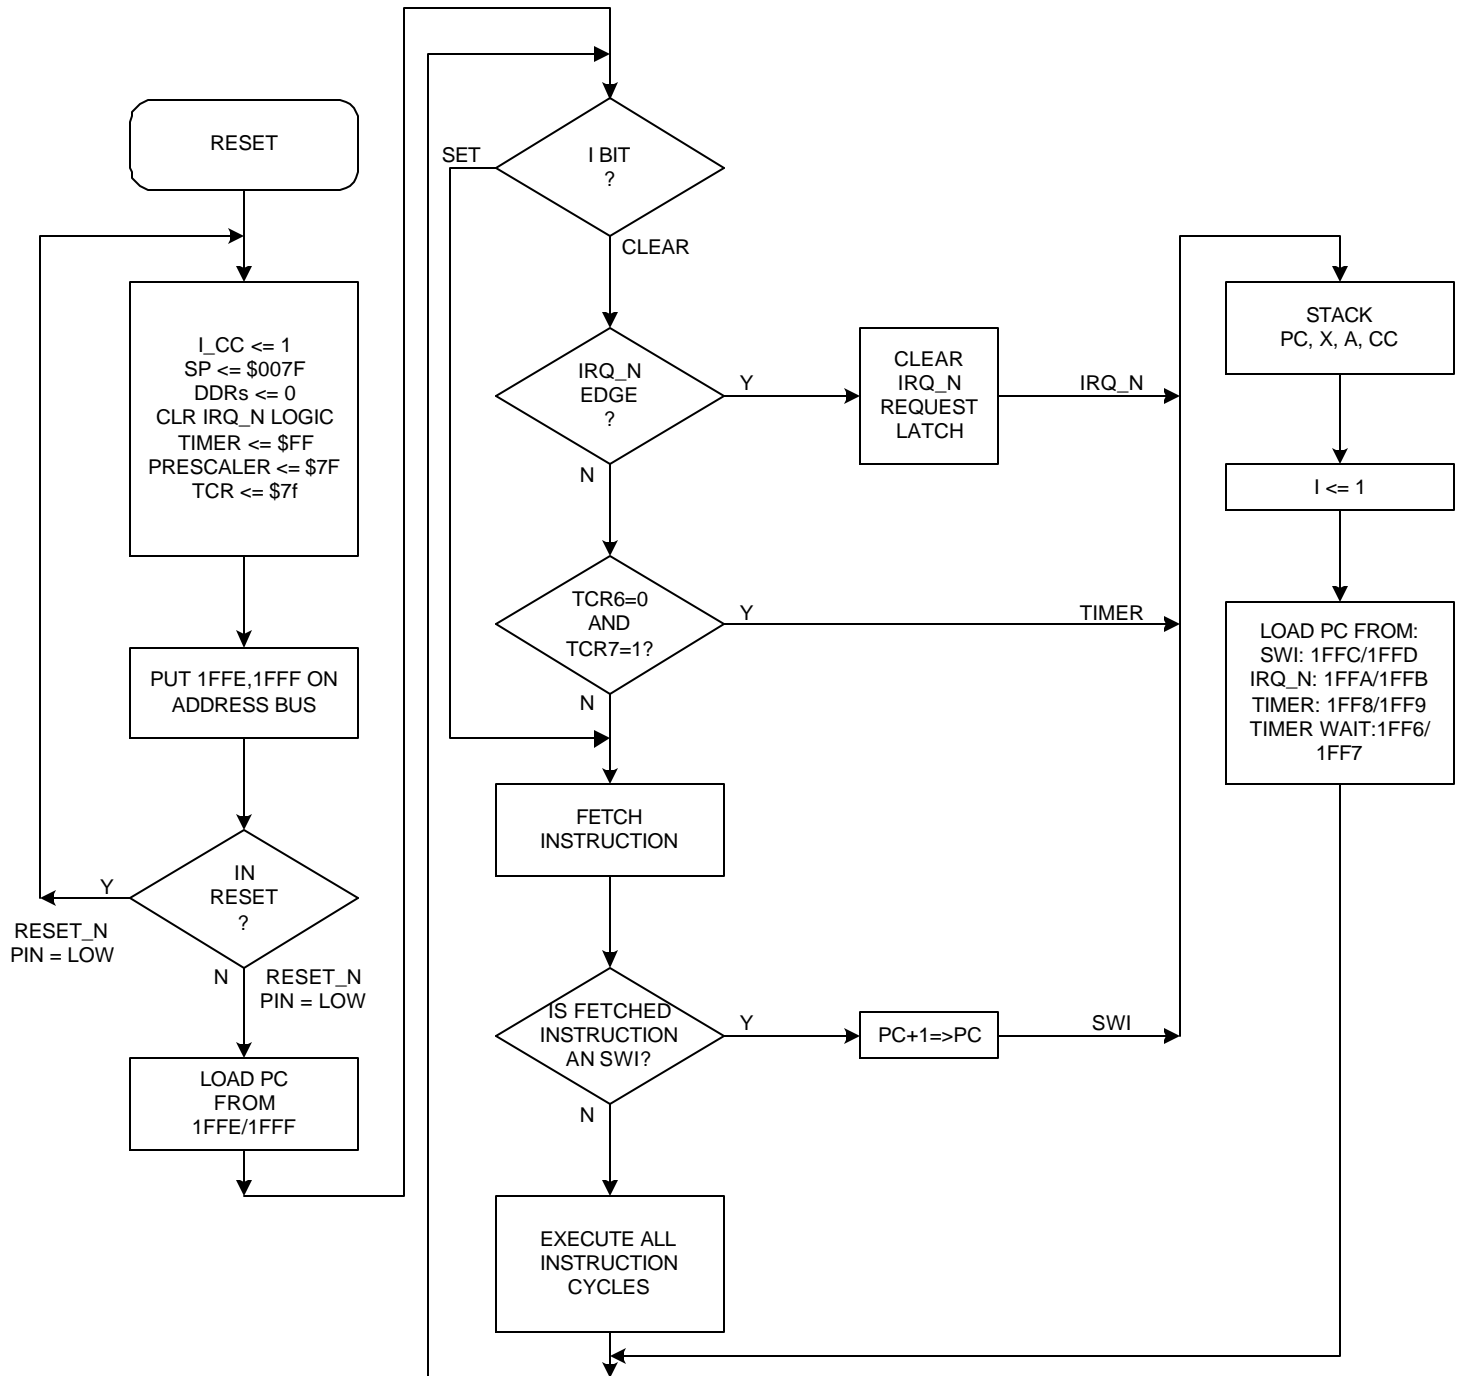 RESET
I_CC <= 1
SP <= $007F
DDRs <= 0
CLR IRQ_N LOGIC
TIMER <= $FF
PRESCALER <= $7F
TCR <= $7f
PUT 1FFE,1FFF ON
ADDRESS BUS
IN
RESET
?
Y
RESET_N
PIN = LOW
N
RESET_N
PIN = LOW
LOAD PC
FROM
1FFE/1FFF
I BIT
?
SET
CLEAR
IRQ_N
EDGE
?
Y
N
CLEAR
IRQ_N
REQUEST
LATCH
IRQ_N
TCR6=0
AND
TCR7=1?
Y
TIMER
N
FETCH
INSTRUCTION
IS FETCHED
INSTRUCTION
AN SWI?
Y
PC+1=>PC
SWI
N
EXECUTE ALL
INSTRUCTION
CYCLES
STACK
PC, X, A, CC
I <= 1
LOAD PC FROM:
SWI: 1FFC/1FFD
IRQ_N: 1FFA/1FFB
TIMER: 1FF8/1FF9
TIMER WAIT:1FF6/
1FF7